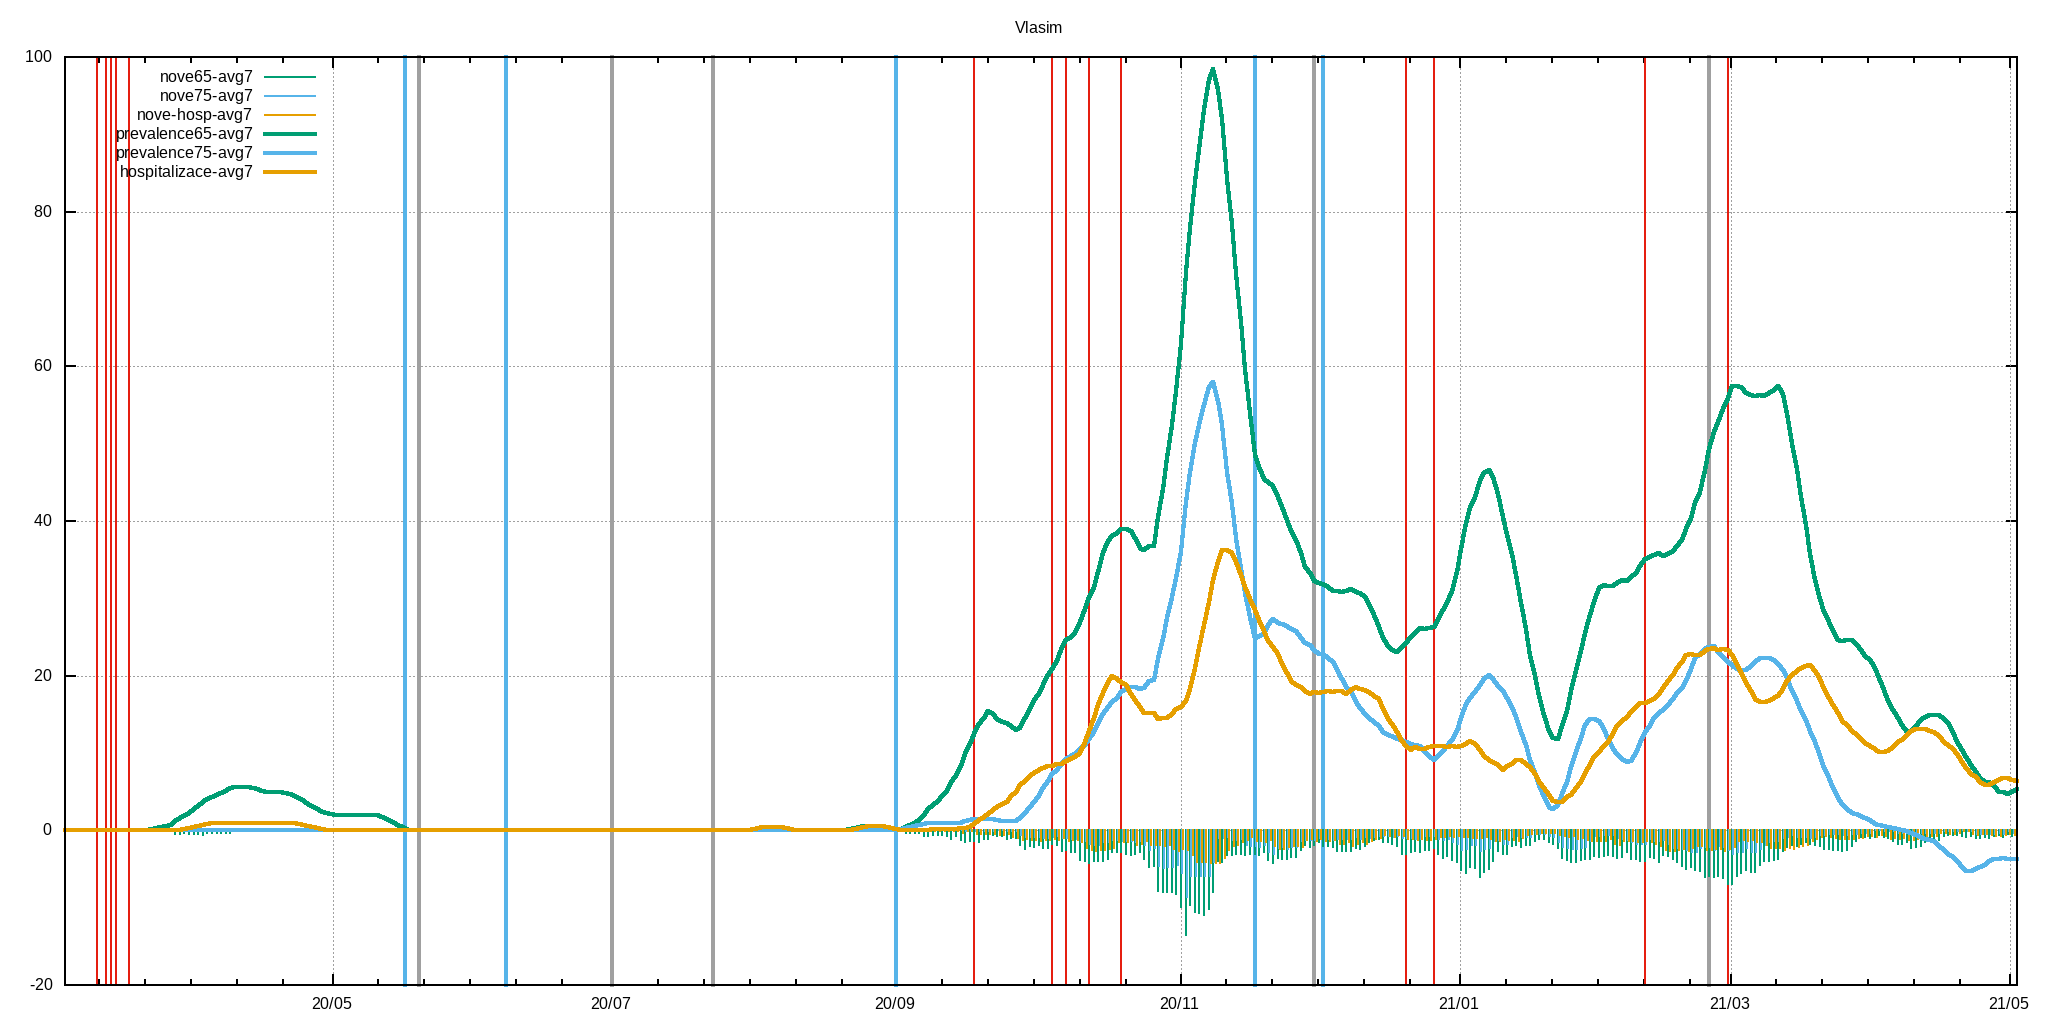 Vlasim
100
nove65-avg7
nove75-avg7
nove-hosp-avg7
prevalence65-avg7
prevalence75-avg7
hospitalizace-avg7
80
60
40
20
0
-20
20/05 20/07 20/09 20/11 21/01 21/03 21/05